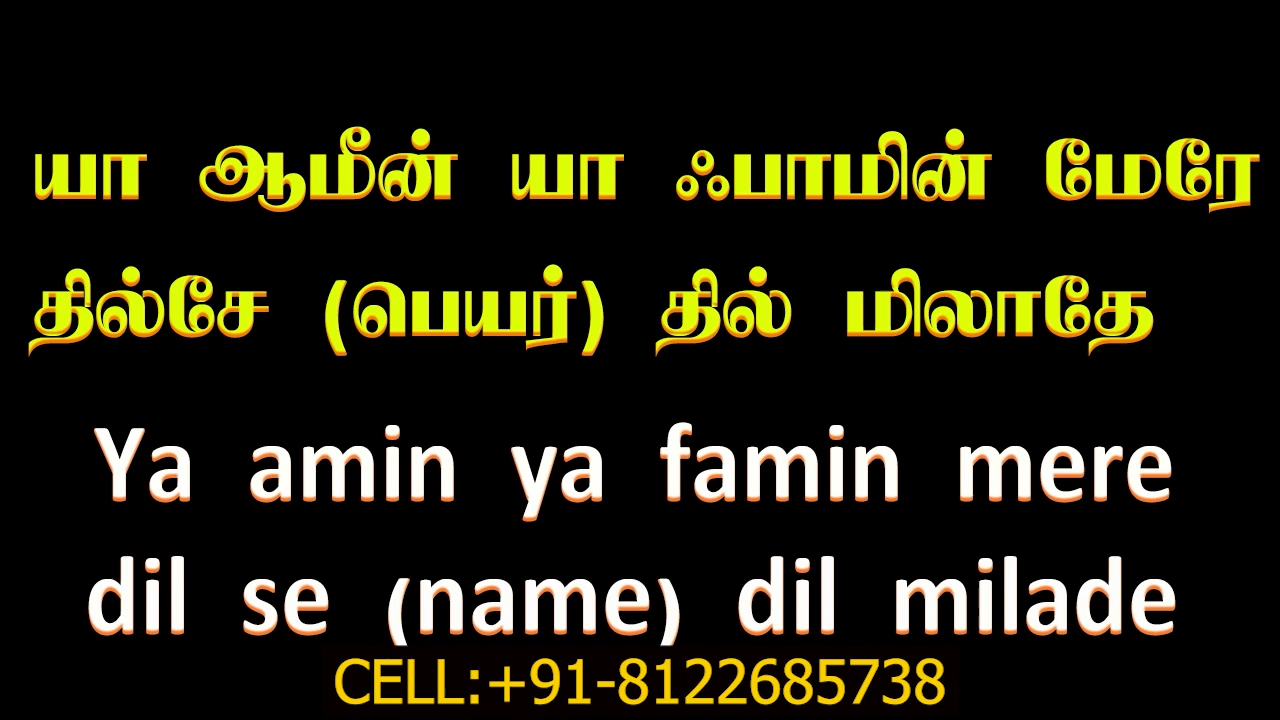 யா ஆமீன் யா ஃபாமின் மேரே
தில்சே (பெயர்) தில் மிலாதே
Ya amin ya famin mere
dil se (name) dil milade
CELL:+91-8122685738